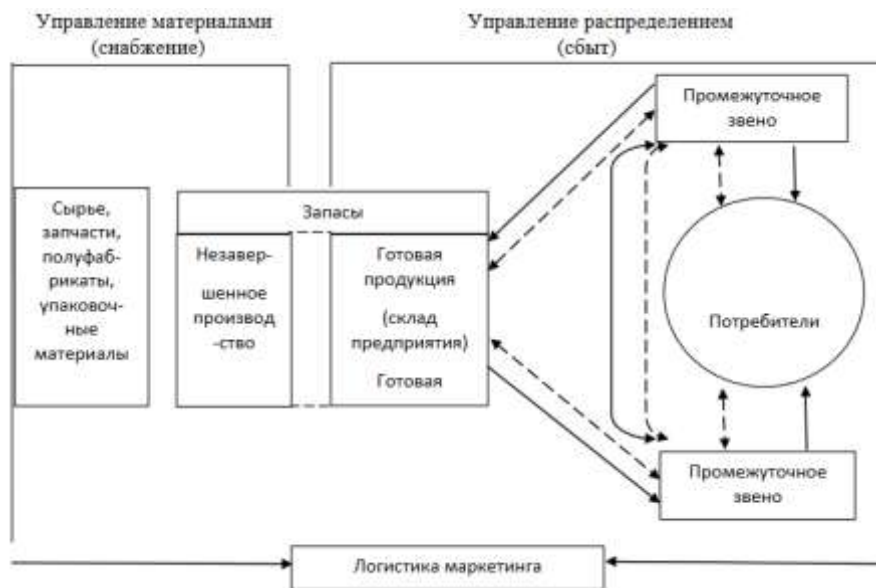 Управление материалами
(снабжение)
Управление распределением
(сбыт)
Промежуточное
звено
Сырье,
запчасти,
полуфаб-
рикаты,
упаковоч-
ные
материалы
Запасы
Незавер-
шенное
производ
-ство
Готовая
продукция
(склад
предприятия)
Готовая
Потребители
Промежуточное
звено
Логистика маркетинга